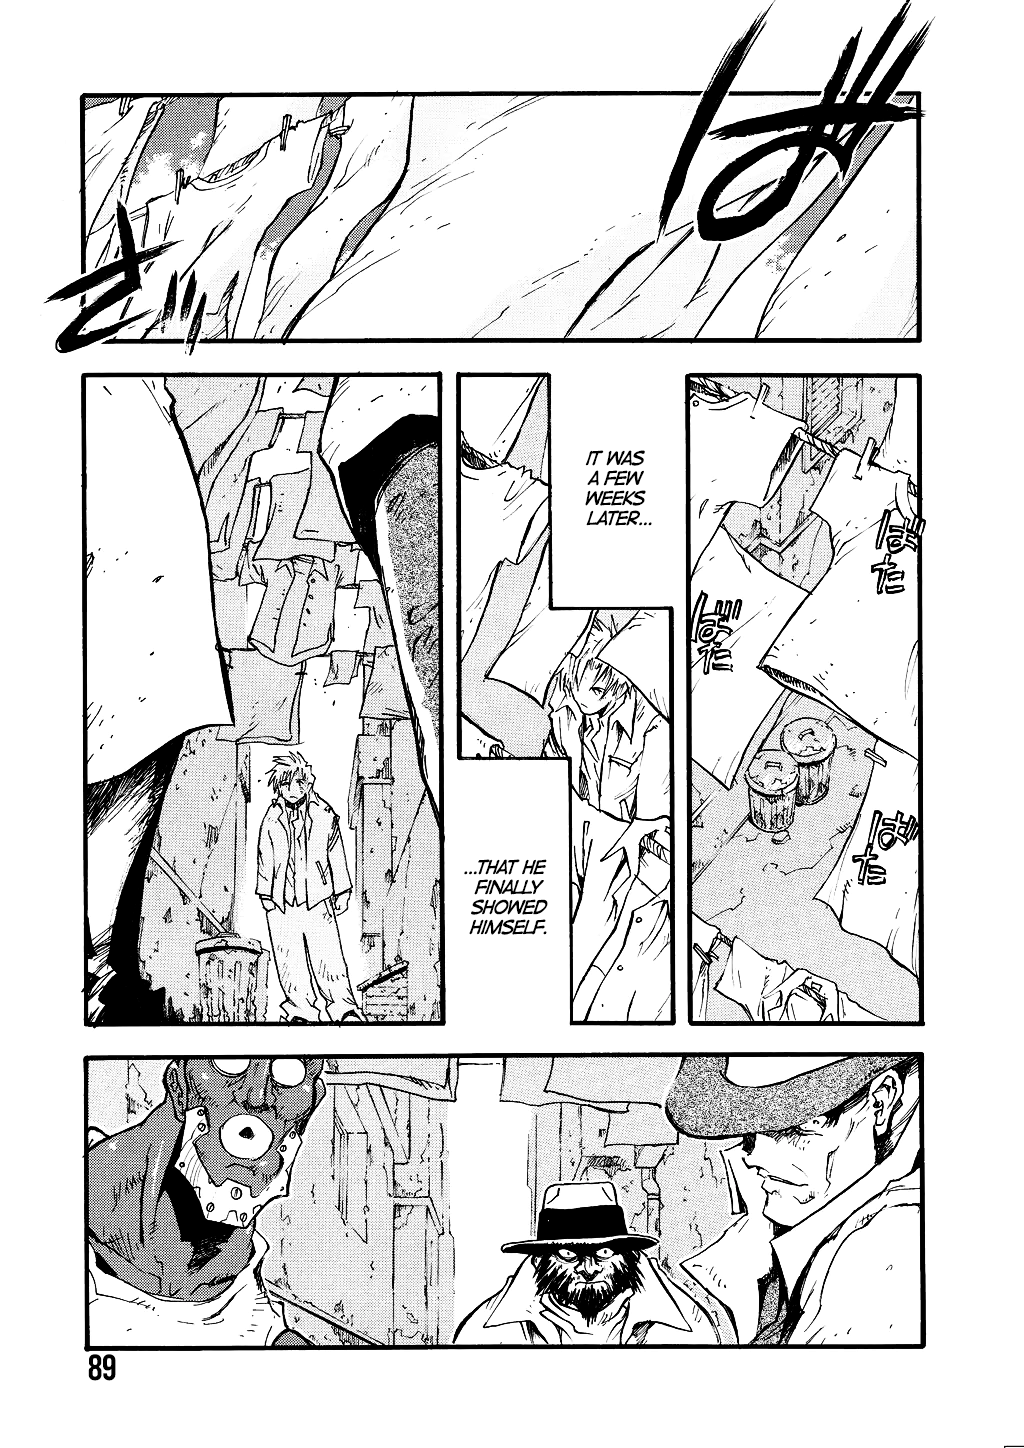 ばざっ
IT WAS
A FEW
WEEKS
LATER...
ばた
ばた
ばた
...THAT HE
FINALLY
SHOWED
HIMSELF.
89